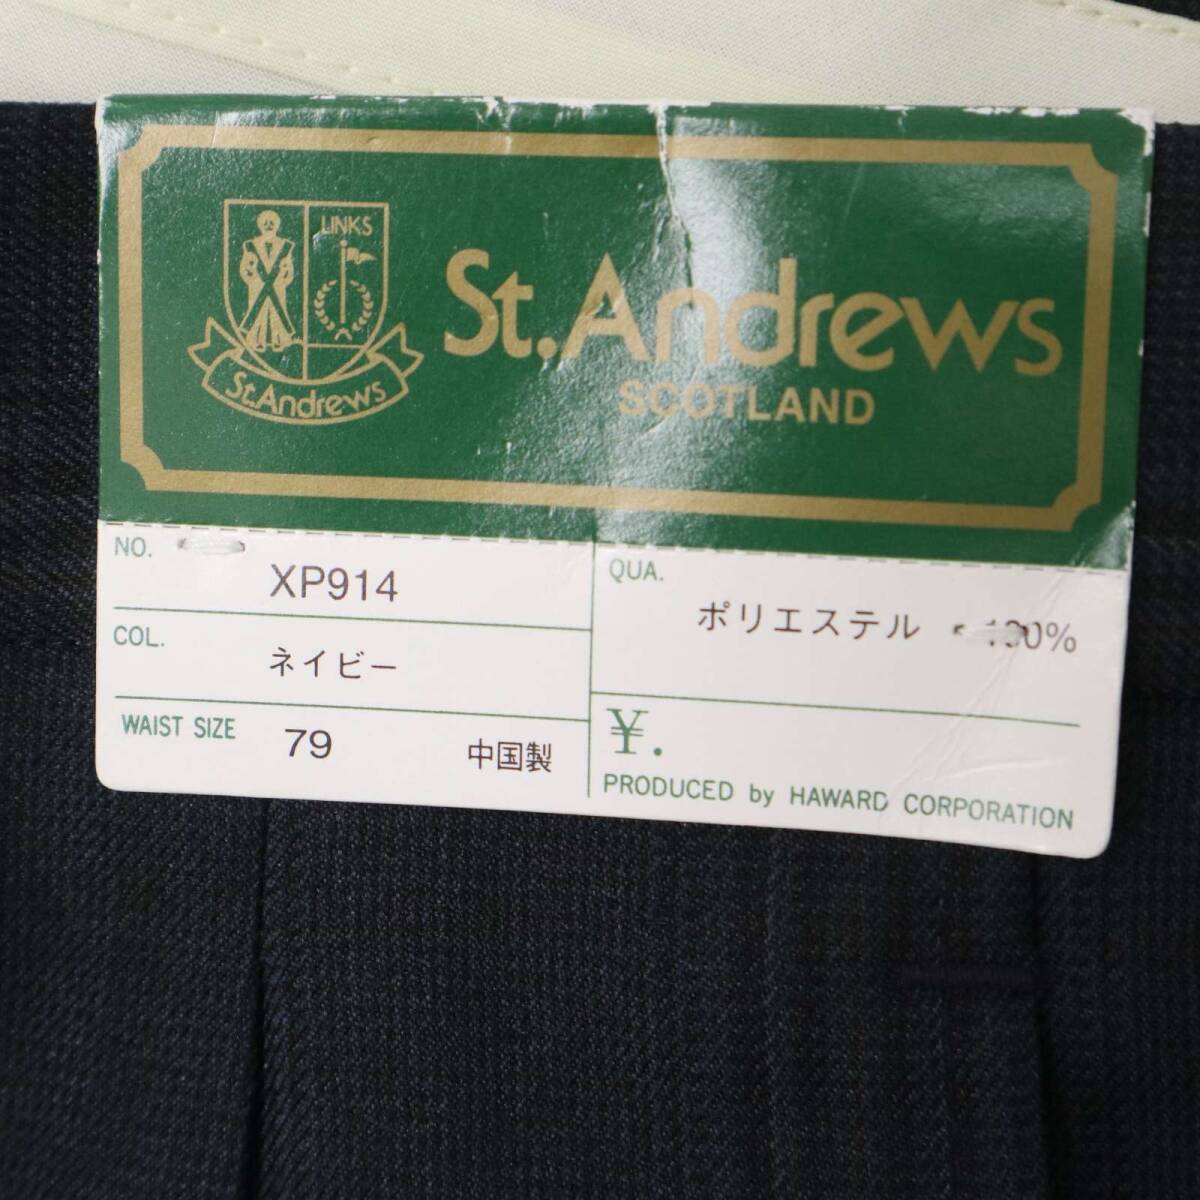 LINKS
St.Andrews
St.Andrews
SCOTLAND
NO.
XP914
COL.
ネイビー
WAIST SIZE
79
中国製
QUA.
ポリエステル 100%
¥.
PRODUCED by HAWARD CORPORATION